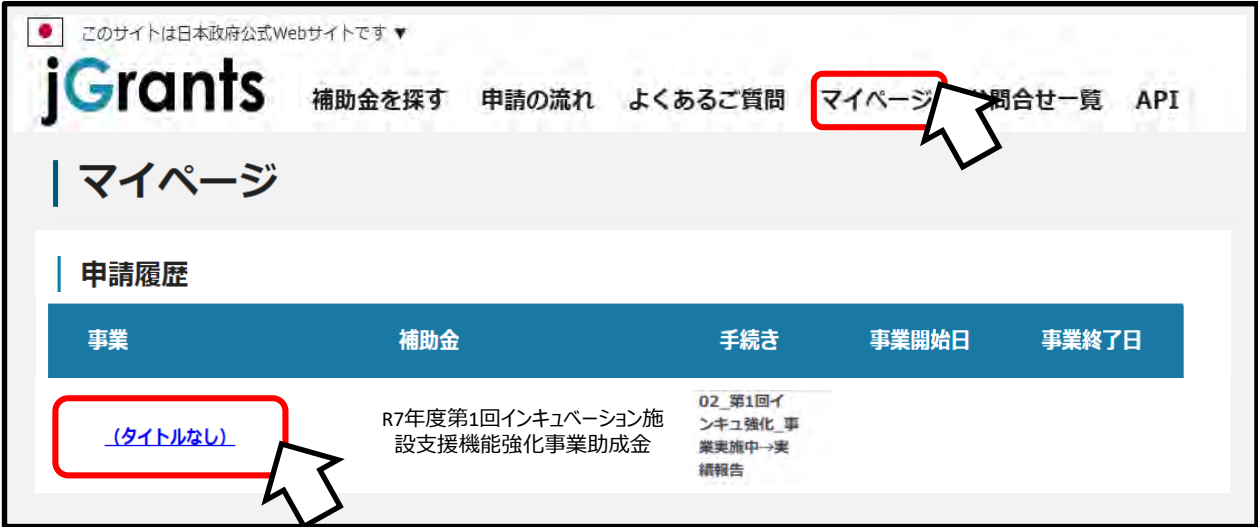 このサイトは日本政府公式Webサイトです ▼
jGrants 補助金を探す 申請の流れ よくあるご質問 マイページ 問合せ一覧 API
マイページ
申請履歴
事業 補助金 手続き 事業開始日 事業終了日
(タイトルなし)
R7年度第1回インキュベーション施
設支援機能強化事業助成金
02_第1回イ
ンキュ強化_事
業実施中→実
績報告